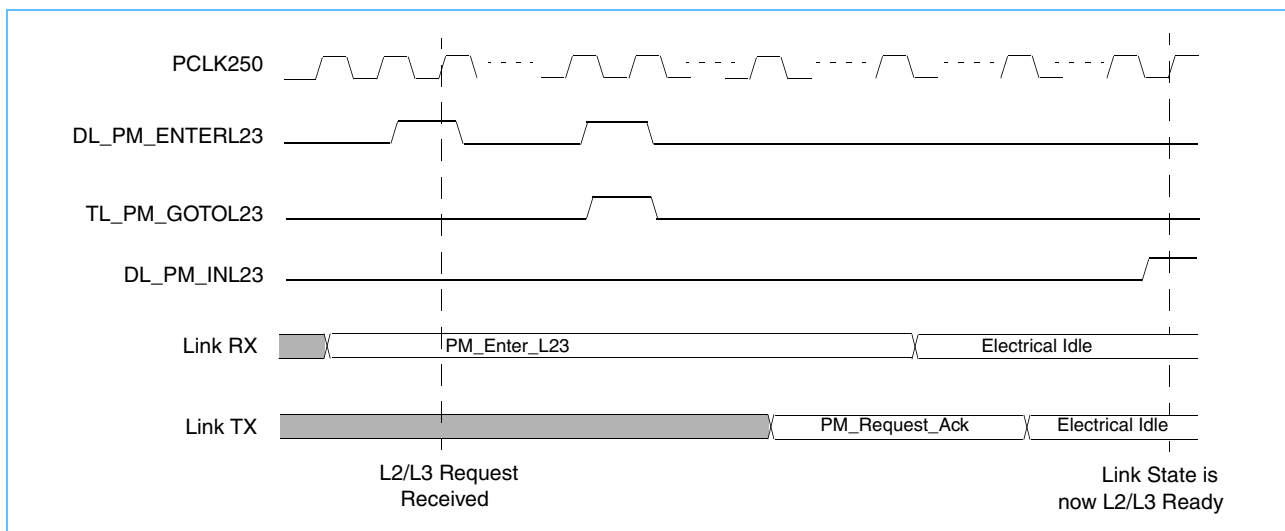 PCLK250
DL_PM_ENTERL23
TL_PM_GOTOL23
DL_PM_INL23
Link RX
PM_Enter_L23
Electrical Idle
Link TX
PM_Request_Ack
Electrical Idle
L2/L3 Request
Received
Link State is
now L2/L3 Ready